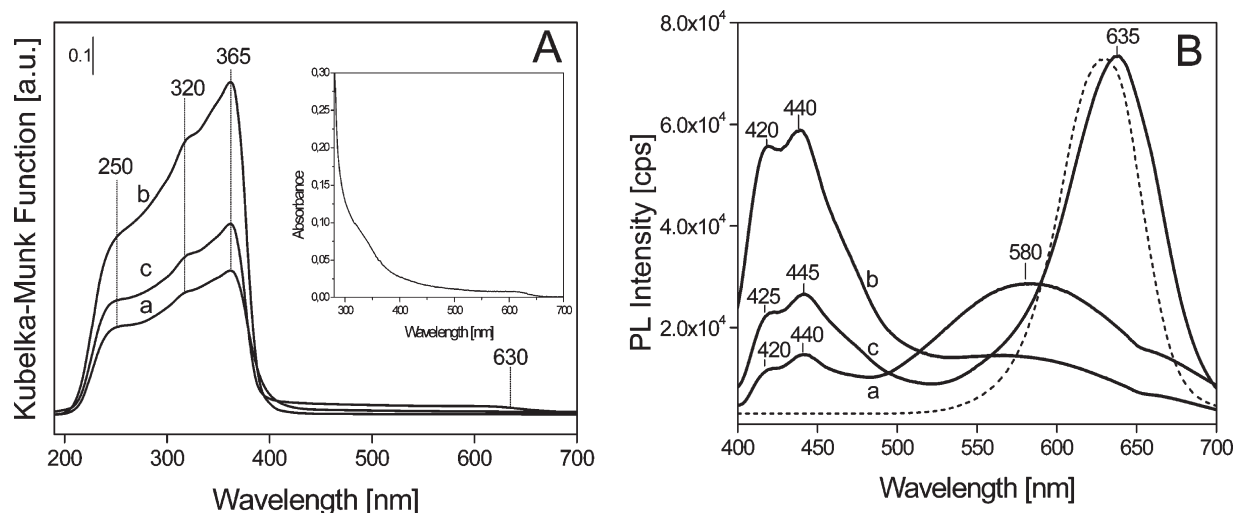 A
Kubelka-Munk Function [a.u.]
0.1
250
320
365
b
c
a
630
200 300 400 500 600 700
Wavelength [nm]
Absorbance
0,30
0,25
0,20
0,15
0,10
0,05
0,00
300 400 500 600 700
Wavelength [nm]
B
PL Intensity [cps]
8.0x10⁴
6.0x10⁴
4.0x10⁴
2.0x10⁴
420 440
425 445
420 440
580
635
b
c
a
400 450 500 550 600 650 700
Wavelength [nm]